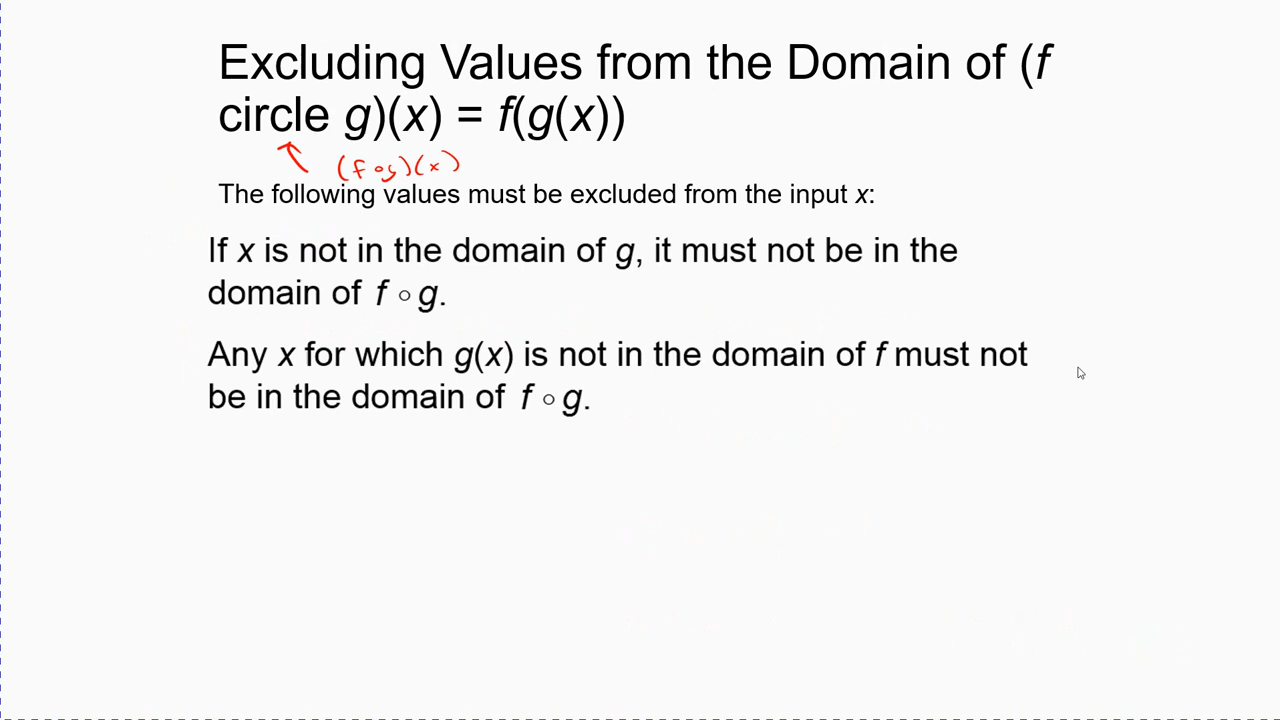 Excluding Values from the Domain of (f
circle g)(x) = f(g(x))
(f∘g)(x)
The following values must be excluded from the input x:
If x is not in the domain of g, it must not be in the
domain of f ∘ g.
Any x for which g(x) is not in the domain of f must not
be in the domain of f ∘ g.